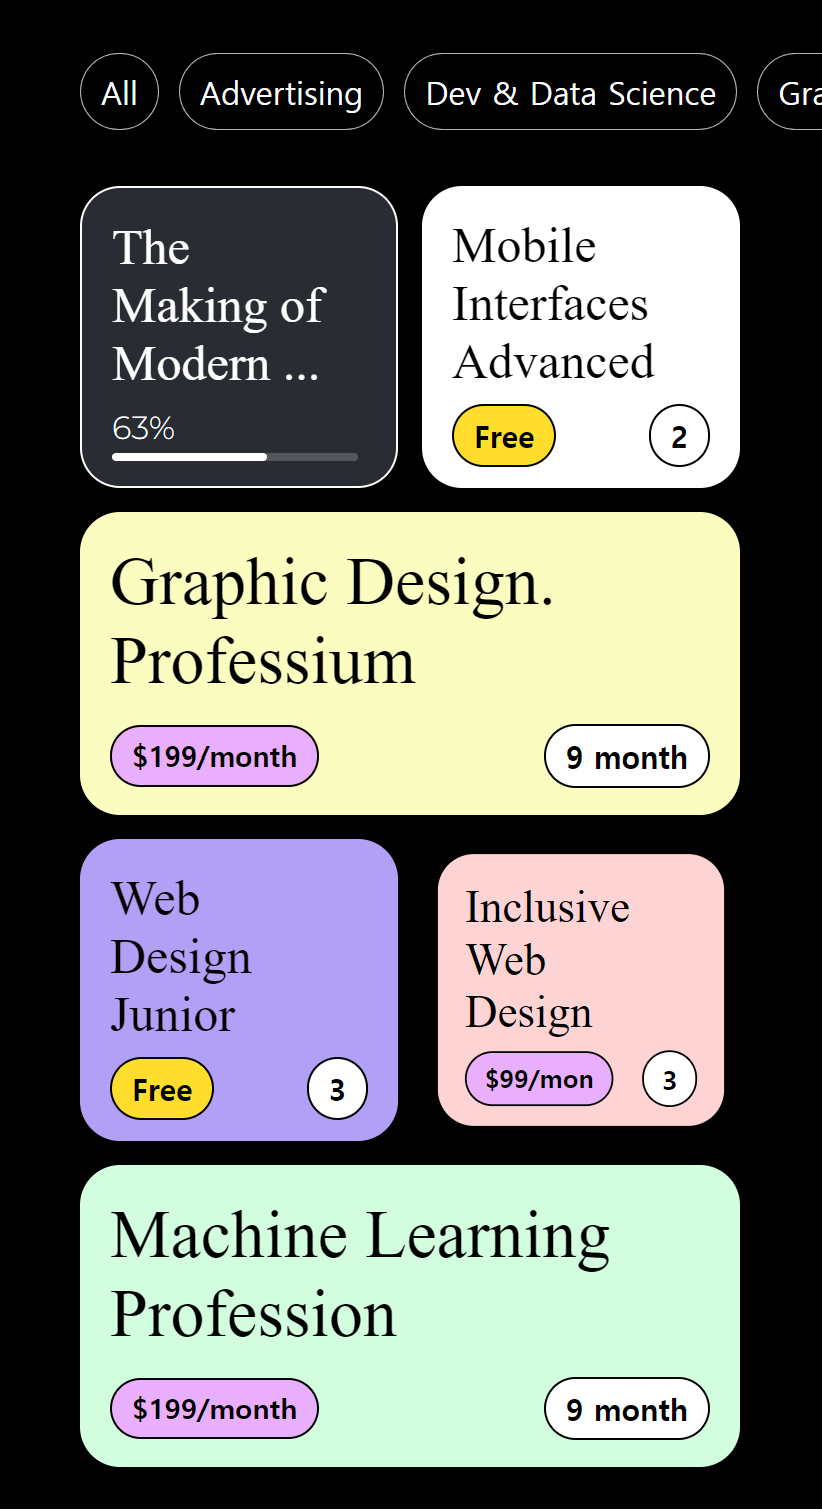 All
Advertising
Dev & Data Science
Gra
The
Making of
Modern ...
63%
Mobile
Interfaces
Advanced
Free
2
Graphic Design.
Professium
$199/month
9 month
Web
Design
Junior
Free
3
Inclusive
Web
Design
$99/mon
3
Machine Learning
Profession
$199/month
9 month